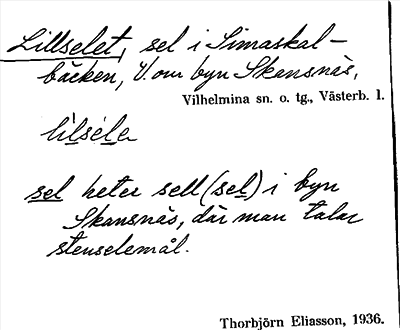 Lillselet, sel i Simaskal-
bäcken, V. om byn Skansnäs,
Vilhelmina sn. o. tg., Västerb. l.
lìlséle
sel heter sell (sel) i byn
Skansnäs, där man talar
stenselemål.
Thorbjörn Eliasson, 1936.